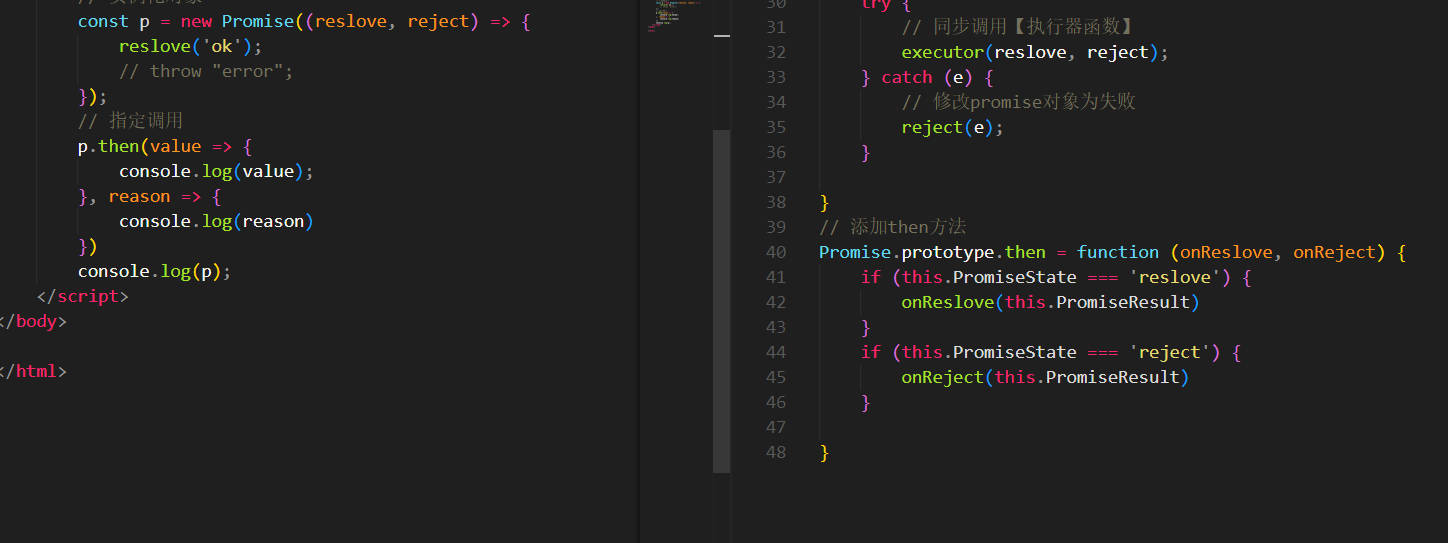 // 实例化对象
const p = new Promise((reslove, reject) => {
reslove('ok');
// throw "error";
});
// 指定调用
p.then(value => {
console.log(value);
}, reason => {
console.log(reason)
})
console.log(p);
</script>
</body>
</html>
30 try {
31 // 同步调用【执行器函数】
32 executor(reslove, reject);
33 } catch (e) {
34 // 修改promise对象为失败
35 reject(e);
36 }
37
38 }
39 // 添加then方法
40 Promise.prototype.then = function (onReslove, onReject) {
41 if (this.PromiseState === 'reslove') {
42 onReslove(this.PromiseResult)
43 }
44 if (this.PromiseState === 'reject') {
45 onReject(this.PromiseResult)
46 }
47
48 }